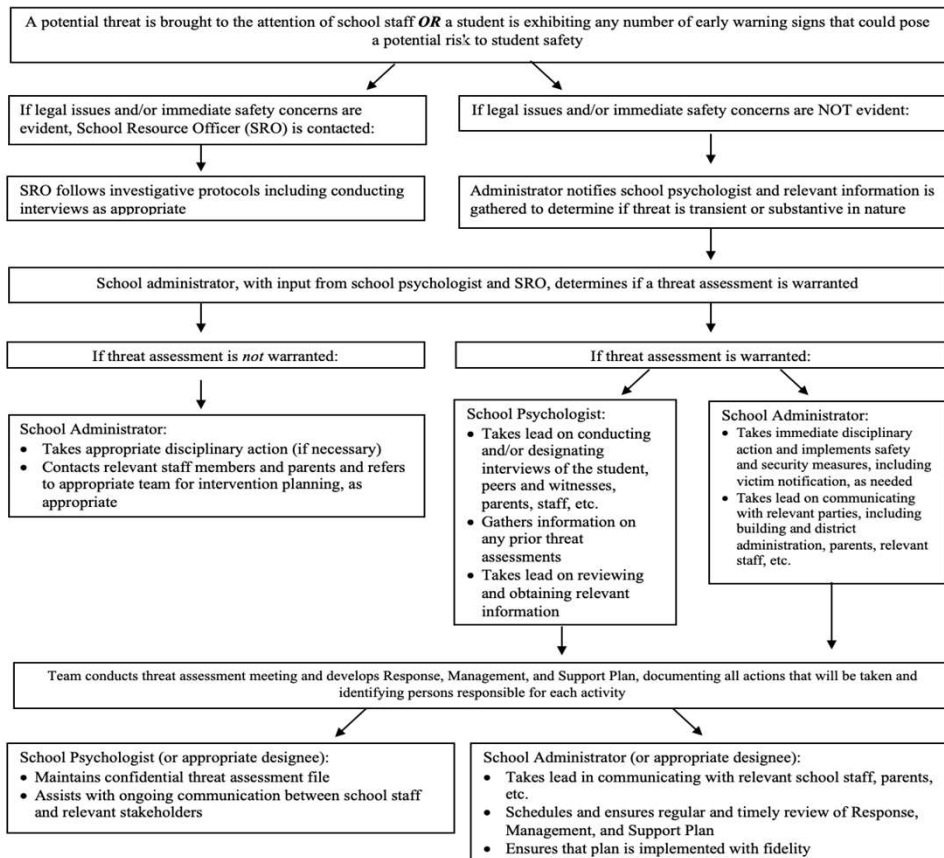 A potential threat is brought to the attention of school staff OR a student is exhibiting any number of early warning signs that could pose
a potential risk to student safety
If legal issues and/or immediate safety concerns are
evident, School Resource Officer (SRO) is contacted:
If legal issues and/or immediate safety concerns are NOT evident:
SRO follows investigative protocols including conducting
interviews as appropriate
Administrator notifies school psychologist and relevant information is
gathered to determine if threat is transient or substantive in nature
School administrator, with input from school psychologist and SRO, determines if a threat assessment is warranted
If threat assessment is not warranted:
If threat assessment is warranted:
School Administrator:
• Takes appropriate disciplinary action (if necessary)
• Contacts relevant staff members and parents and refers
to appropriate team for intervention planning, as
appropriate
School Psychologist:
• Takes lead on conducting
and/or designating
interviews of the student,
peers and witnesses,
parents, staff, etc.
• Gathers information on
any prior threat
assessments
• Takes lead on reviewing
and obtaining relevant
information
School Administrator:
• Takes immediate disciplinary
action and implements safety
and security measures, including
victim notification, as needed
• Takes lead on communicating
with relevant parties, including
building and district
administration, parents, relevant
staff, etc.
Team conducts threat assessment meeting and develops Response, Management, and Support Plan, documenting all actions that will be taken and
identifying persons responsible for each activity
School Psychologist (or appropriate designee):
• Maintains confidential threat assessment file
• Assists with ongoing communication between school staff
and relevant stakeholders
School Administrator (or appropriate designee):
• Takes lead in communicating with relevant school staff, parents,
etc.
• Schedules and ensures regular and timely review of Response,
Management, and Support Plan
• Ensures that plan is implemented with fidelity